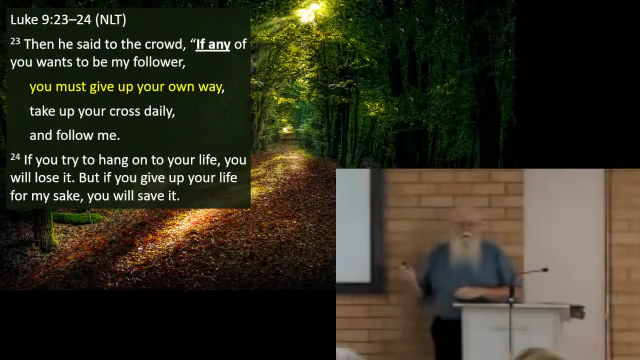 Luke 9:23–24 (NLT)
23 Then he said to the crowd, “If any of
you wants to be my follower,
you must give up your own way,
take up your cross daily,
and follow me.
24 If you try to hang on to your life, you
will lose it. But if you give up your life
for my sake, you will save it.